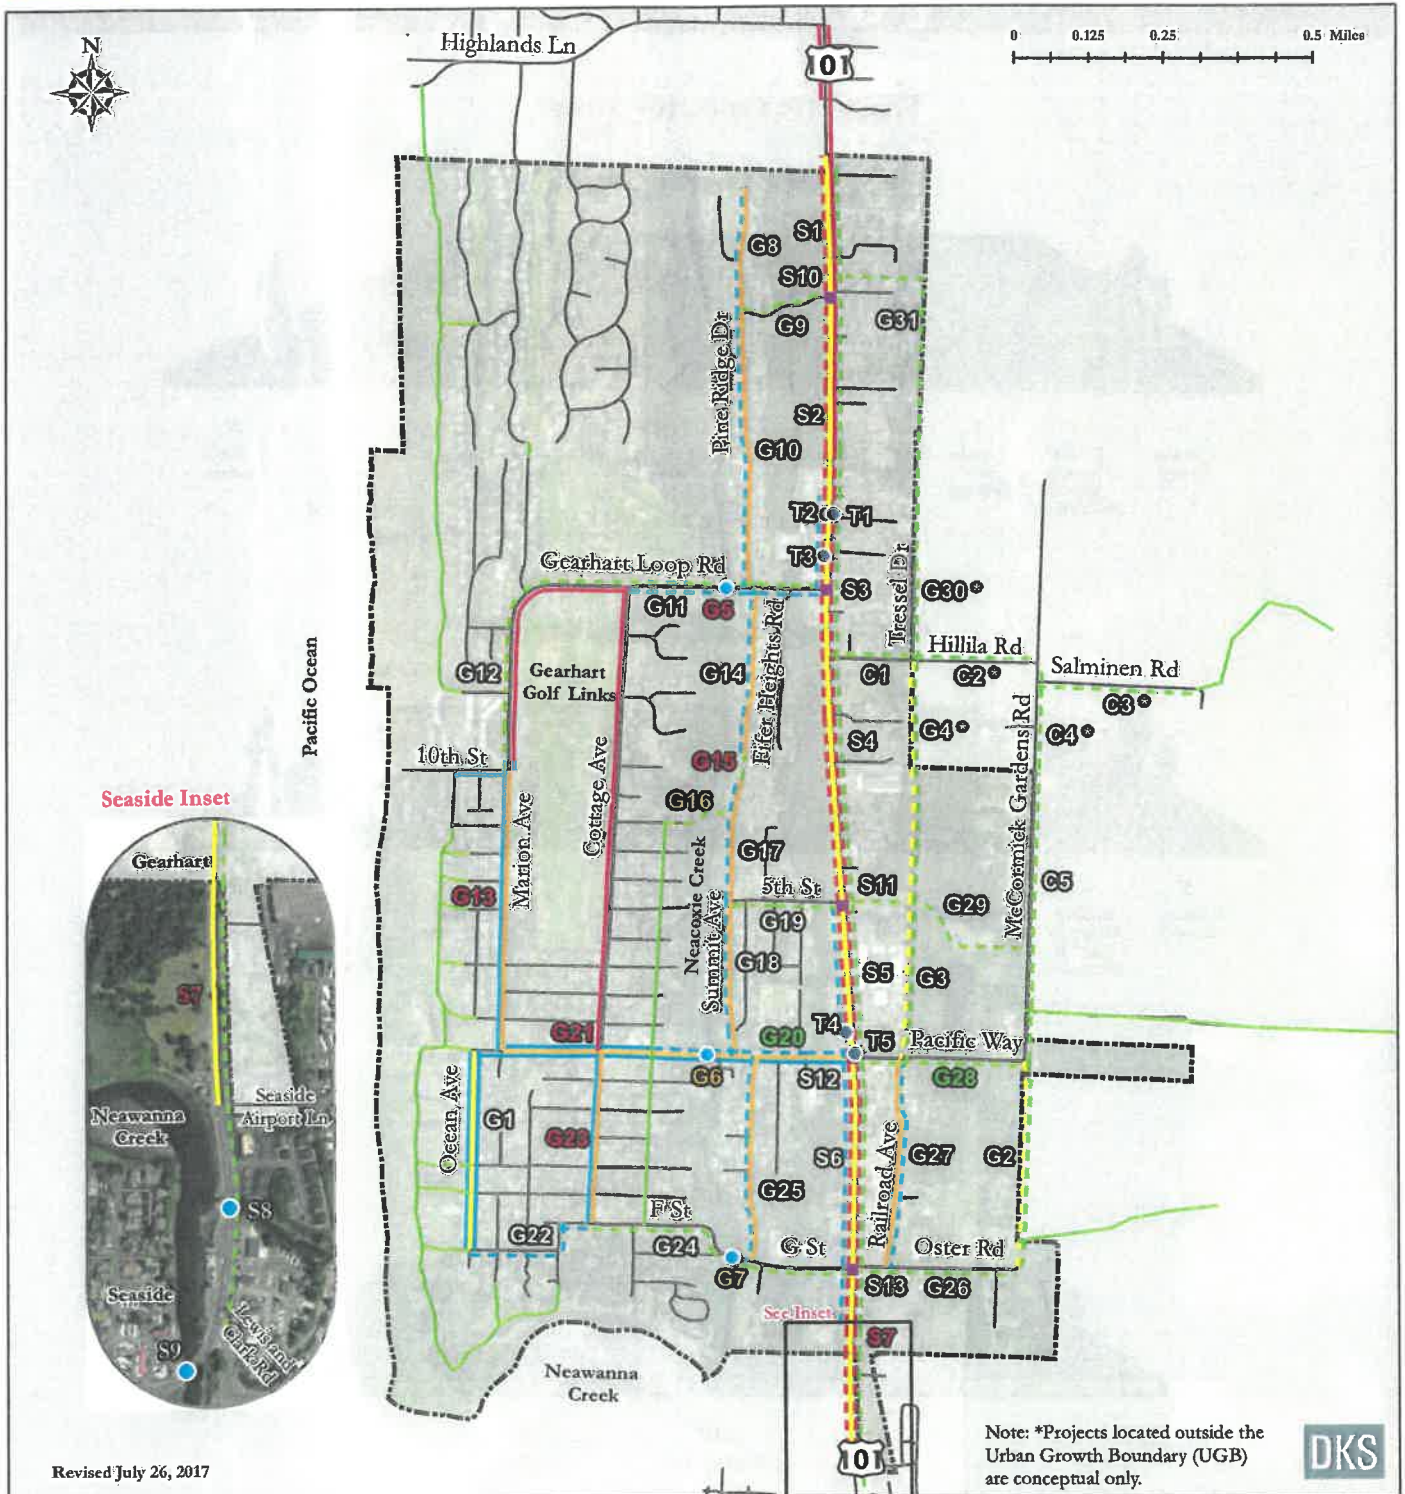 Highlands Ln
N
0 0.125 0.25 0.5 Miles
S1
G8
S10
G9
G31
Pine Ridge Dr
S2
G10
T2
T1
T3
Gearhart Loop Rd
S3
Tressel Dr
G30*
G11
G5
Fifer Heights Rd
Hillila Rd
Salminen Rd
G12
Gearhart
Golf Links
G14
C1
C2*
C3*
Pacific Ocean
S4
G4*
McCormick Gardens Rd
C4*
10th St
Cottage Ave
G15
Marion Ave
G16
Seaside Inset
Gearhart
G13
Neacoxie Creek
G17
5th St
S11
C5
G29
Summit Ave
G19
G18
S5
G3
S7
G21
G20
T4
T5
Pacific Way
G6
S12
G28
Seaside
Airport Ln
Neawanna
Creek
Ocean Ave
G1
G23
S6
Railroad Ave
G27
G2
G25
S8
F St
G22
G24
G St
Oster Rd
G7
S13
G26
Seaside
Lewis and
Clark Rd
S9
See Inset
S7
Neawanna
Creek
Note: *Projects located outside the
Urban Growth Boundary (UGB)
are conceptual only.
DKS
Revised July 26, 2017